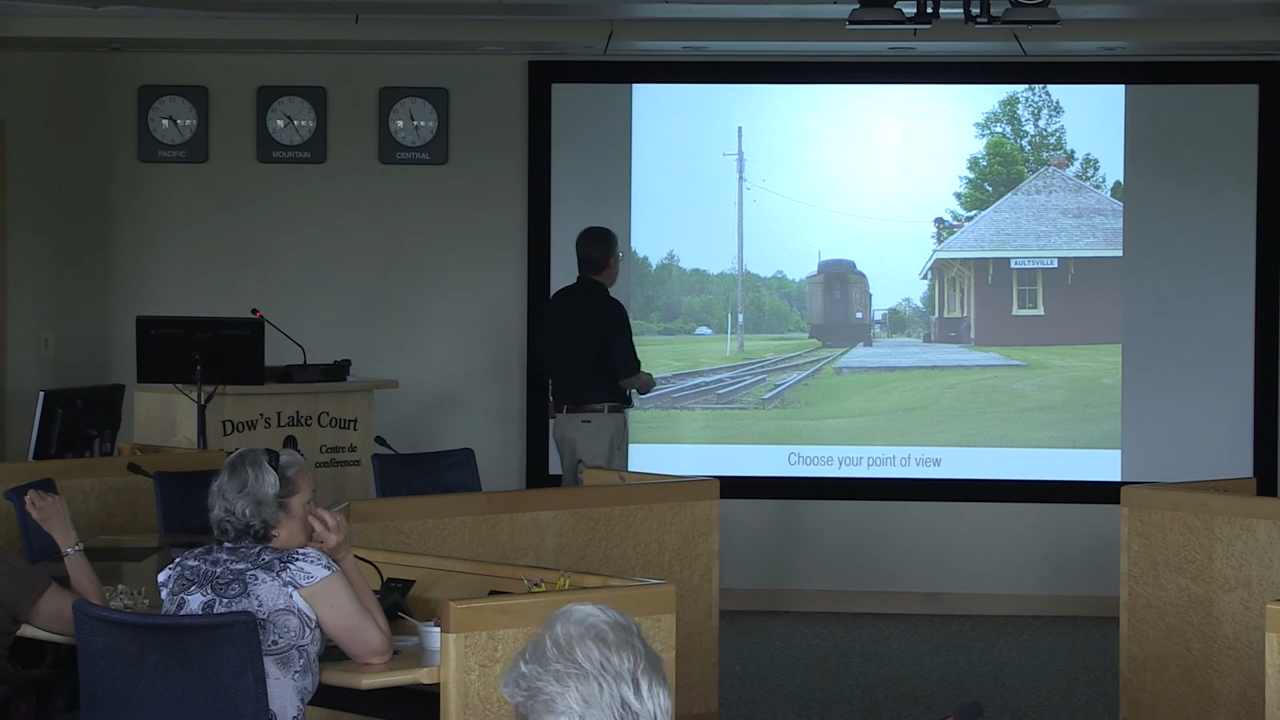 PACIFIC
MOUNTAIN
CENTRAL
AULTSVILLE
Dow's Lake Court
Centre de
conférences
Choose your point of view